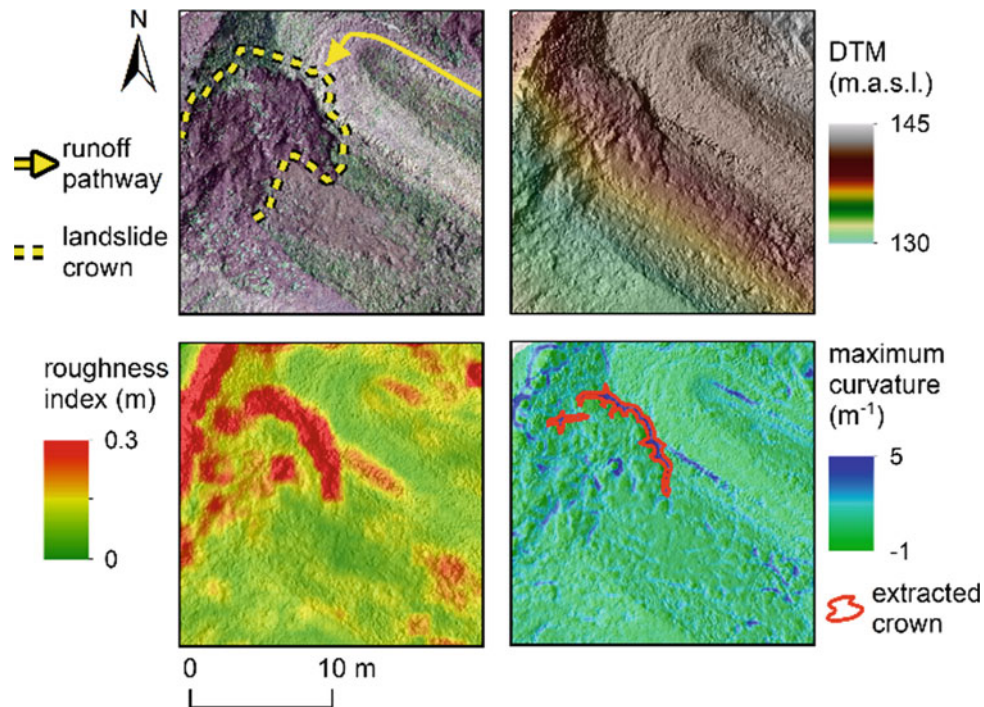 N
runoff
pathway
landslide
crown
DTM
(m.a.s.l.)
145
130
roughness
index (m)
0.3
0
maximum
curvature
(m⁻¹)
5
-1
extracted
crown
0 10 m